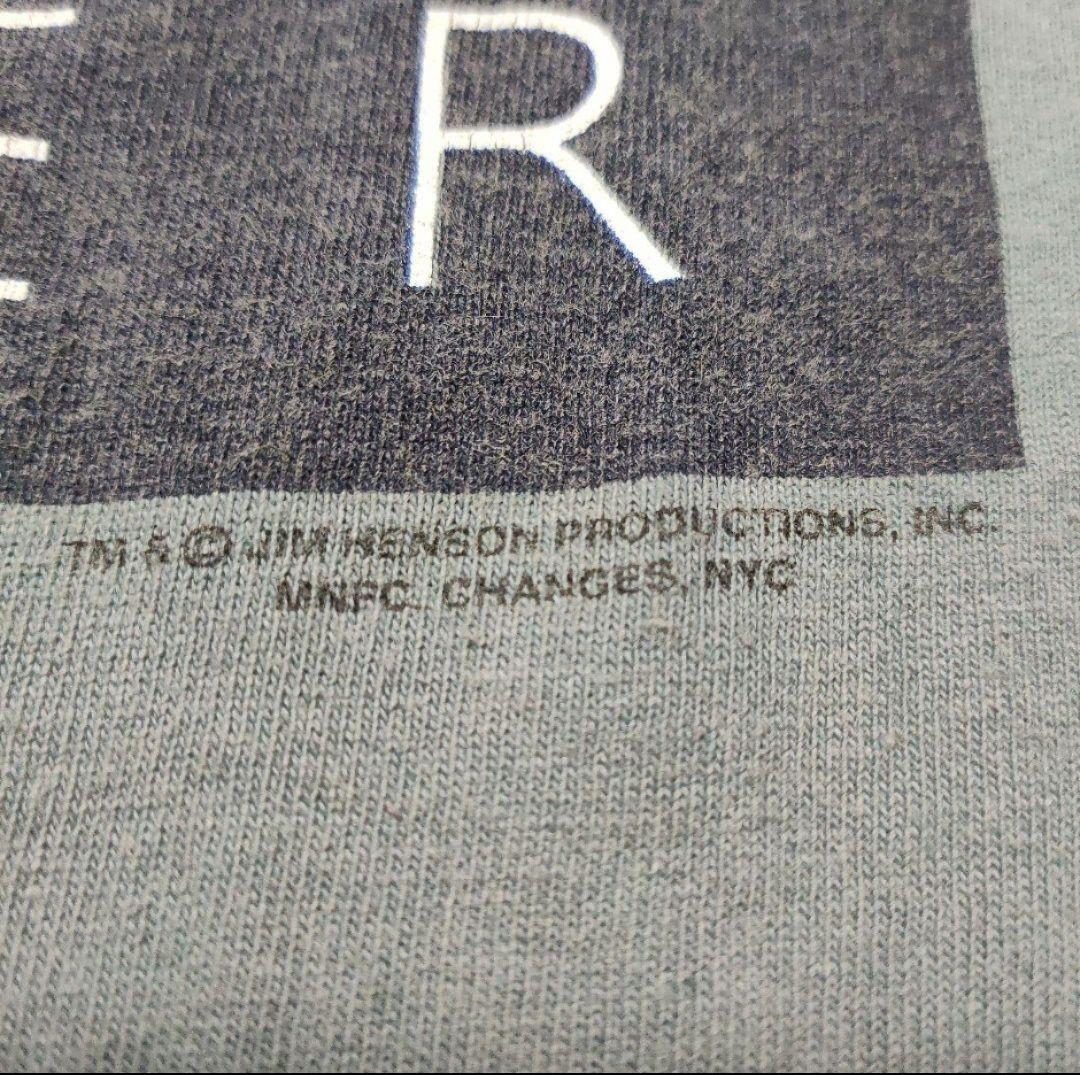 E R
TM & © JIM HENSON PRODUCTIONS, INC.
MNFC. CHANGES, NYC